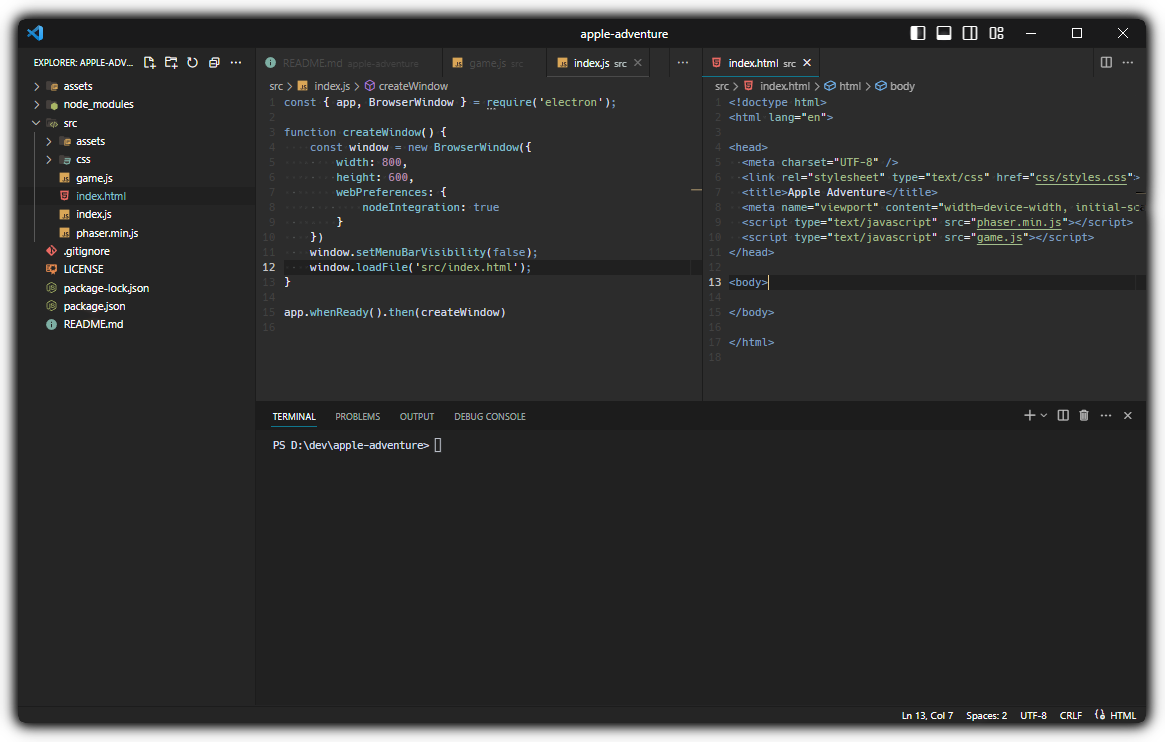 apple-adventure
EXPLORER: APPLE-ADV...
assets
node_modules
src
assets
css
game.js
index.html
index.js
phaser.min.js
.gitignore
LICENSE
package-lock.json
package.json
README.md
README.md apple-adventure
game.js src
index.js src
src > index.js > createWindow
1 const { app, BrowserWindow } = require('electron');
2
3 function createWindow() {
4 const window = new BrowserWindow({
5 width: 800,
6 height: 600,
7 webPreferences: {
8 nodeIntegration: true
9 }
10 })
11 window.setMenuBarVisibility(false);
12 window.loadFile('src/index.html');
13 }
14
15 app.whenReady().then(createWindow)
16
index.html src
src > index.html > html > body
1 <!doctype html>
2 <html lang="en">
3
4 <head>
5 <meta charset="UTF-8" />
6 <link rel="stylesheet" type="text/css" href="css/styles.css">
7 <title>Apple Adventure</title>
8 <meta name="viewport" content="width=device-width, initial-sc
9 <script type="text/javascript" src="phaser.min.js"></script>
10 <script type="text/javascript" src="game.js"></script>
11 </head>
12
13 <body>
14
15 </body>
16
17 </html>
18
TERMINAL PROBLEMS OUTPUT DEBUG CONSOLE
PS D:\dev\apple-adventure>
Ln 13, Col 7 Spaces: 2 UTF-8 CRLF HTML